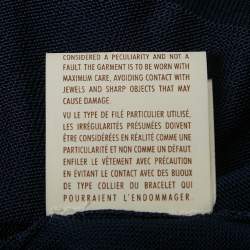 CONSIDERED A PECULIARITY AND NOT A
FAULT. THE GARMENT IS TO BE WORN WITH
MAXIMUM CARE, AVOIDING CONTACT WITH
JEWELS AND SHARP OBJECTS THAT MAY
CAUSE DAMAGE.
VU LE TYPE DE FILÉ PARTICULIER UTILISÉ,
LES IRRÉGULARITÉS PRÉSUMÉES DOIVENT
ÊTRE CONSIDÉRÉES EN RÉALITÉ COMME UNE
PARTICULARITÉ ET NON COMME UN DÉFAUT.
ENFILER LE VÊTEMENT AVEC PRÉCAUTION
EN ÉVITANT LE CONTACT AVEC DES BIJOUX
DE TYPE COLLIER OU BRACELET QUI
POURRAIENT L'ENDOMMAGER.